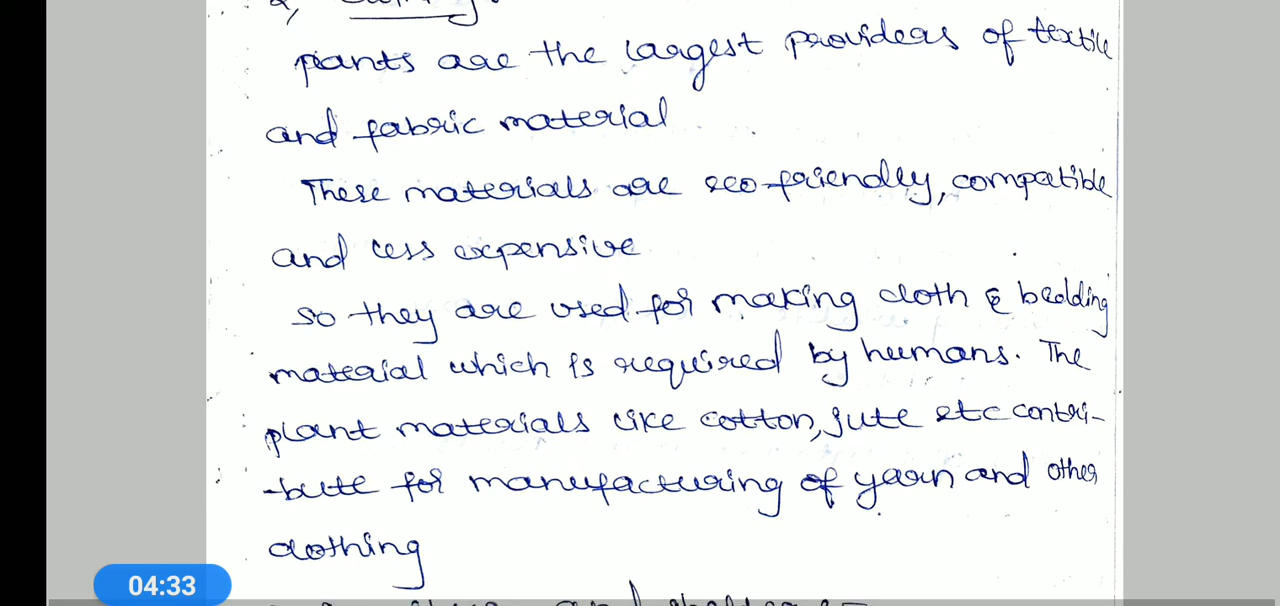 plants are the largest providers of textile
and fabric material
These materials are eco-friendly, compatible
and less expensive
so they are used for making cloth & bedding
material which is required by humans. The
plant materials like cotton, jute etc contri-
-bute for manufacturing of yarn and other
clothing
04:33